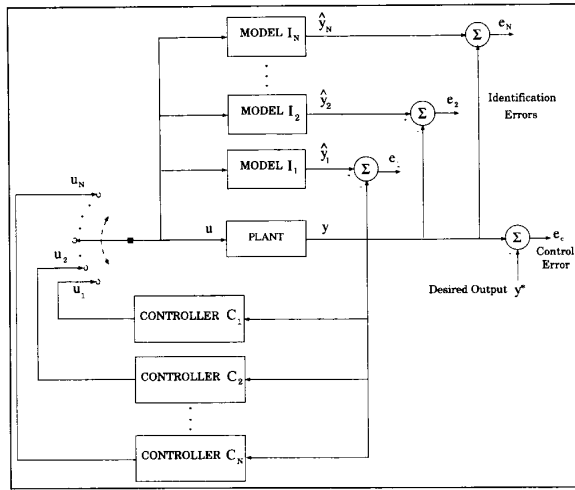 MODEL I_N
ŷ_N
Σ
e_N
MODEL I_2
ŷ_2
Σ
e_2
Identification
Errors
MODEL I_1
ŷ_1
Σ
e
u_N
u
PLANT
y
Σ
e_c
Control
Error
u_2
u_1
Desired Output y*
CONTROLLER C_1
CONTROLLER C_2
CONTROLLER C_N